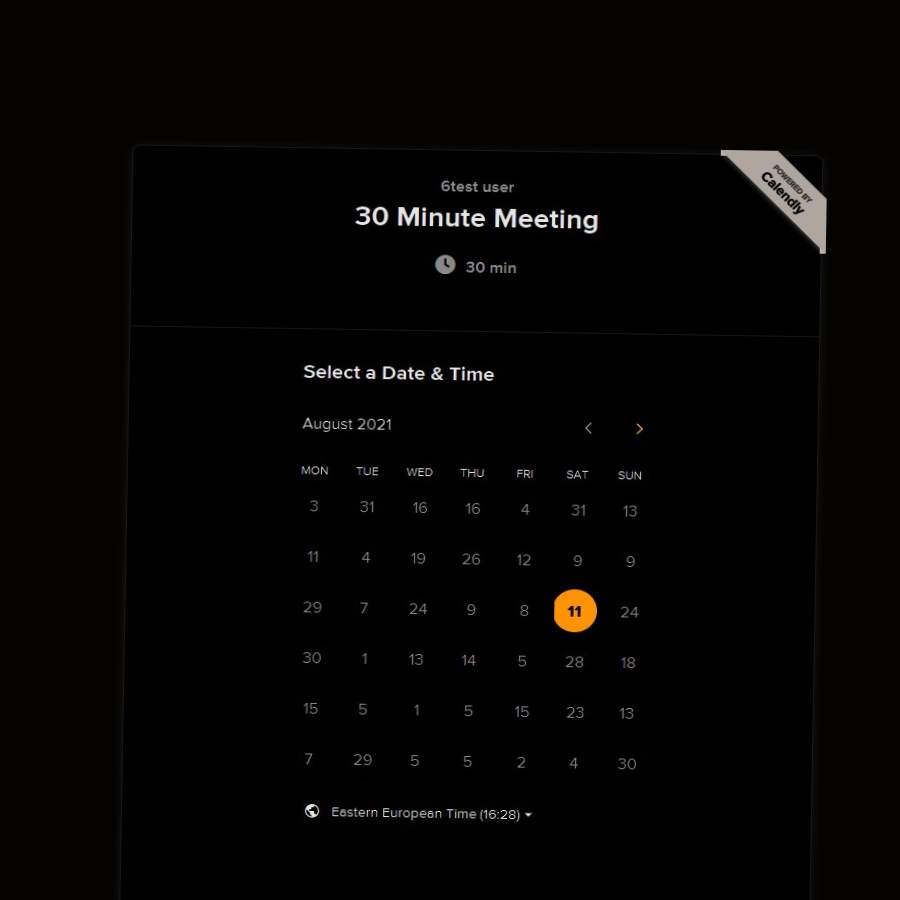 POWERED BY
Calendly
6test user
30 Minute Meeting
30 min
Select a Date & Time
August 2021
MON TUE WED THU FRI SAT SUN
3 31 16 16 4 31 13
11 4 19 26 12 9 9
29 7 24 9 8 11 24
30 1 13 14 5 28 18
15 5 1 5 15 23 13
7 29 5 5 2 4 30
Eastern European Time (16:28)